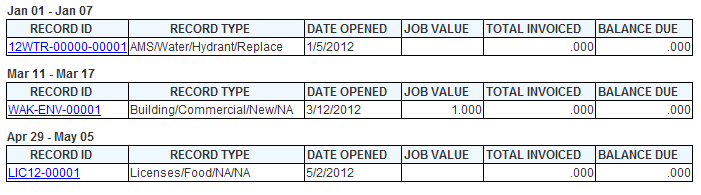 Jan 01 - Jan 07
RECORD ID RECORD TYPE DATE OPENED JOB VALUE TOTAL INVOICED BALANCE DUE
12WTR-00000-00001 AMS/Water/Hydrant/Replace 1/5/2012 .000 .000
Mar 11 - Mar 17
RECORD ID RECORD TYPE DATE OPENED JOB VALUE TOTAL INVOICED BALANCE DUE
WAK-ENV-00001 Building/Commercial/New/NA 3/12/2012 1.000 .000 .000
Apr 29 - May 05
RECORD ID RECORD TYPE DATE OPENED JOB VALUE TOTAL INVOICED BALANCE DUE
LIC12-00001 Licenses/Food/NA/NA 5/2/2012 .000 .000